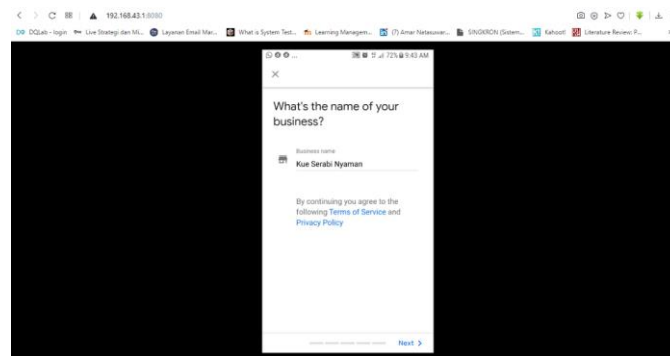 192.168.43.1:8080
DQLab - login
Live Strategi dan Mi...
Layanan Email Mar...
What is System Test...
Learning Managem...
(7) Amar Natasuwar...
SINGKRON (Sistem...
Kahoot!
Literature Review: P...
72% 9:43 AM
What's the name of your
business?
Business name
Kue Serabi Nyaman
By continuing you agree to the
following Terms of Service and
Privacy Policy
Next